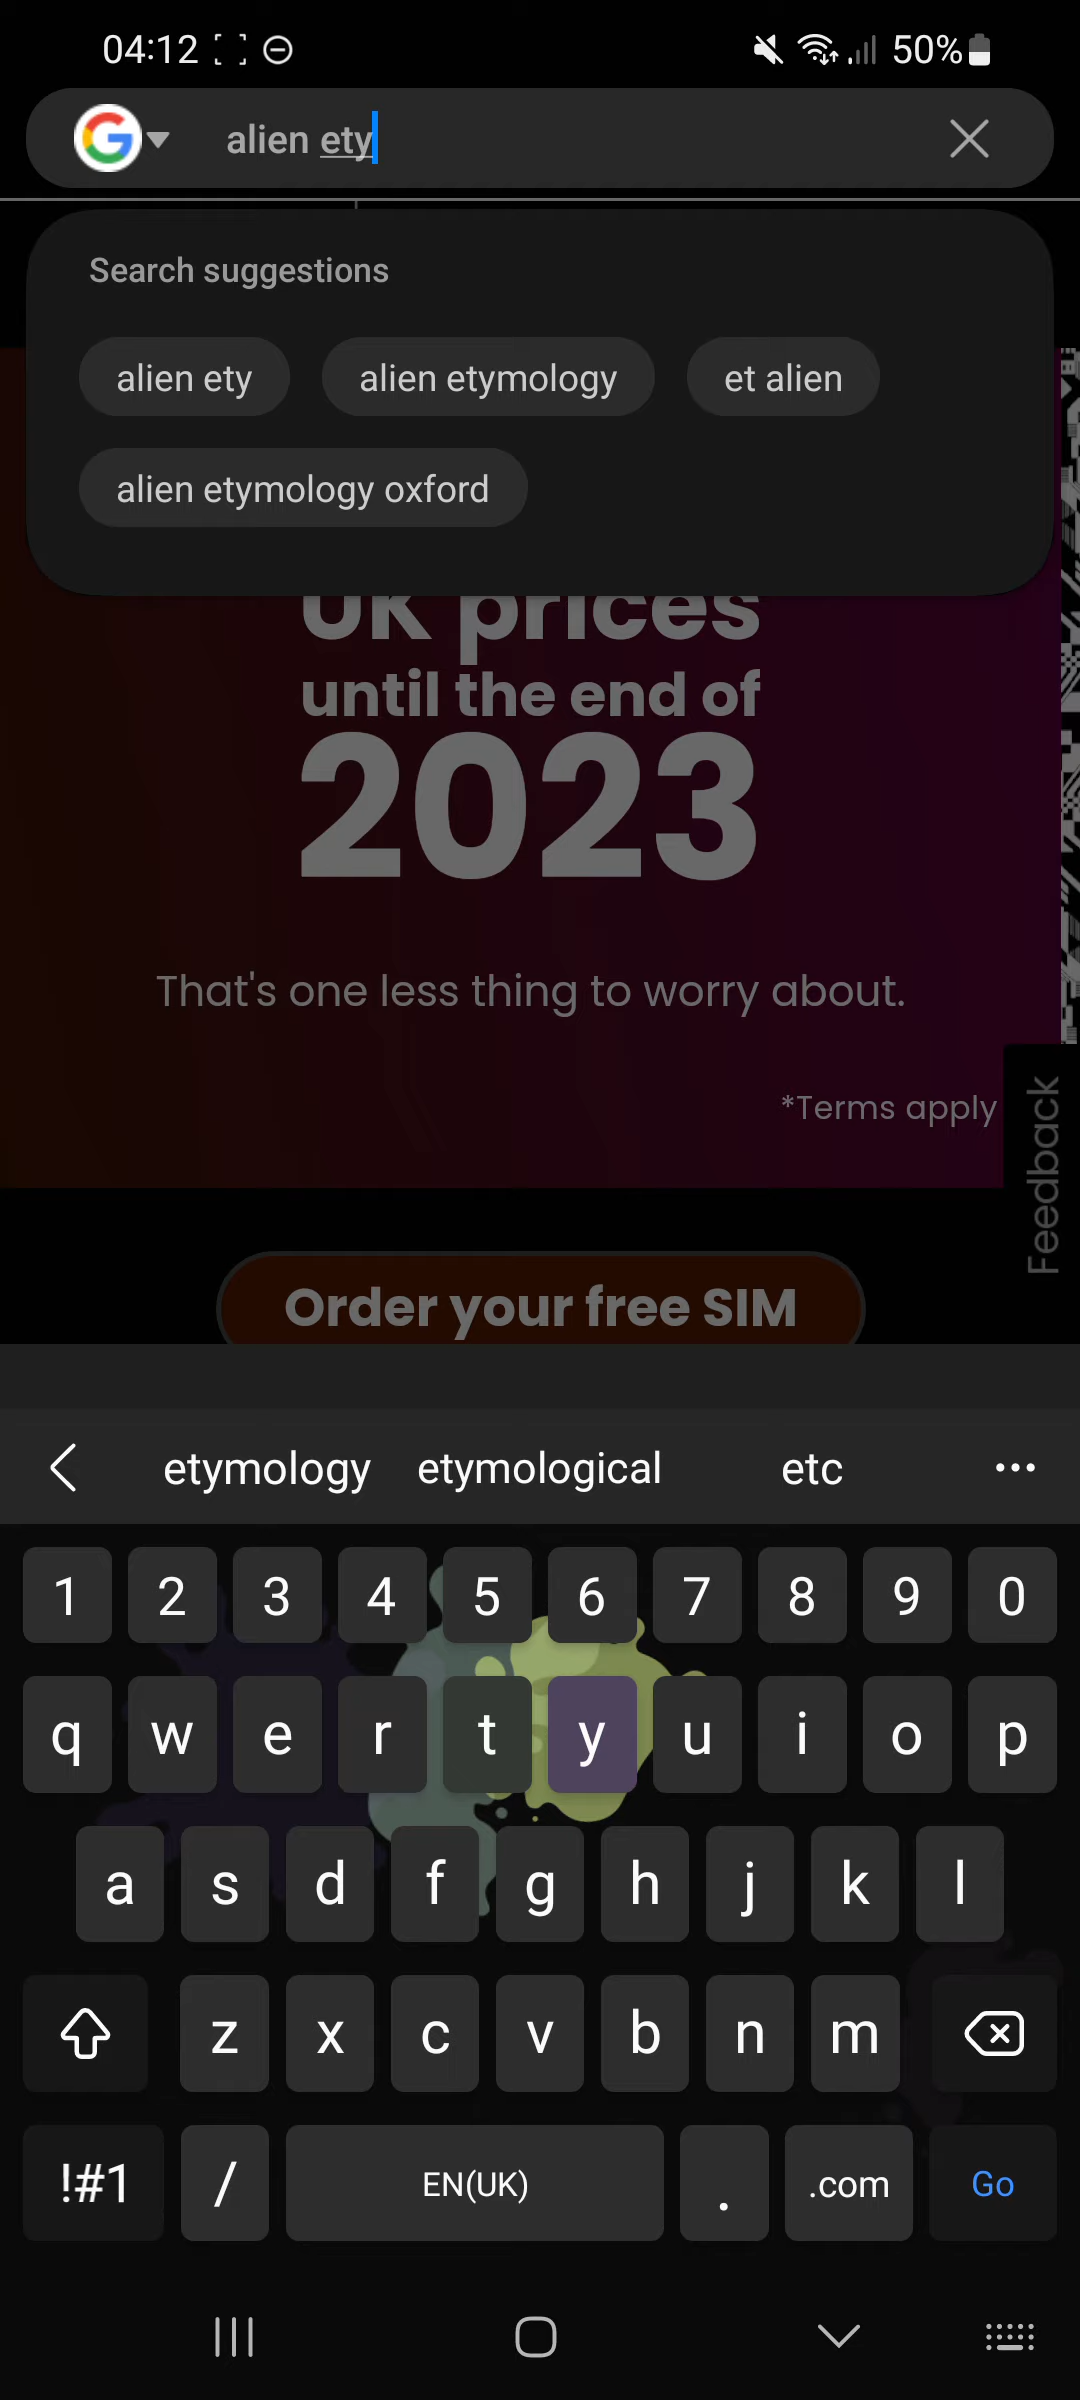 04:12 50%
alien ety
Search suggestions
alien ety alien etymology et alien
alien etymology oxford
UK prices
until the end of
2023
That's one less thing to worry about.
*Terms apply
Feedback
Order your free SIM
etymology etymological etc
1 2 3 4 5 6 7 8 9 0
q w e r t y u i o p
a s d f g h j k l
z x c v b n m
!#1 / EN(UK) . .com Go